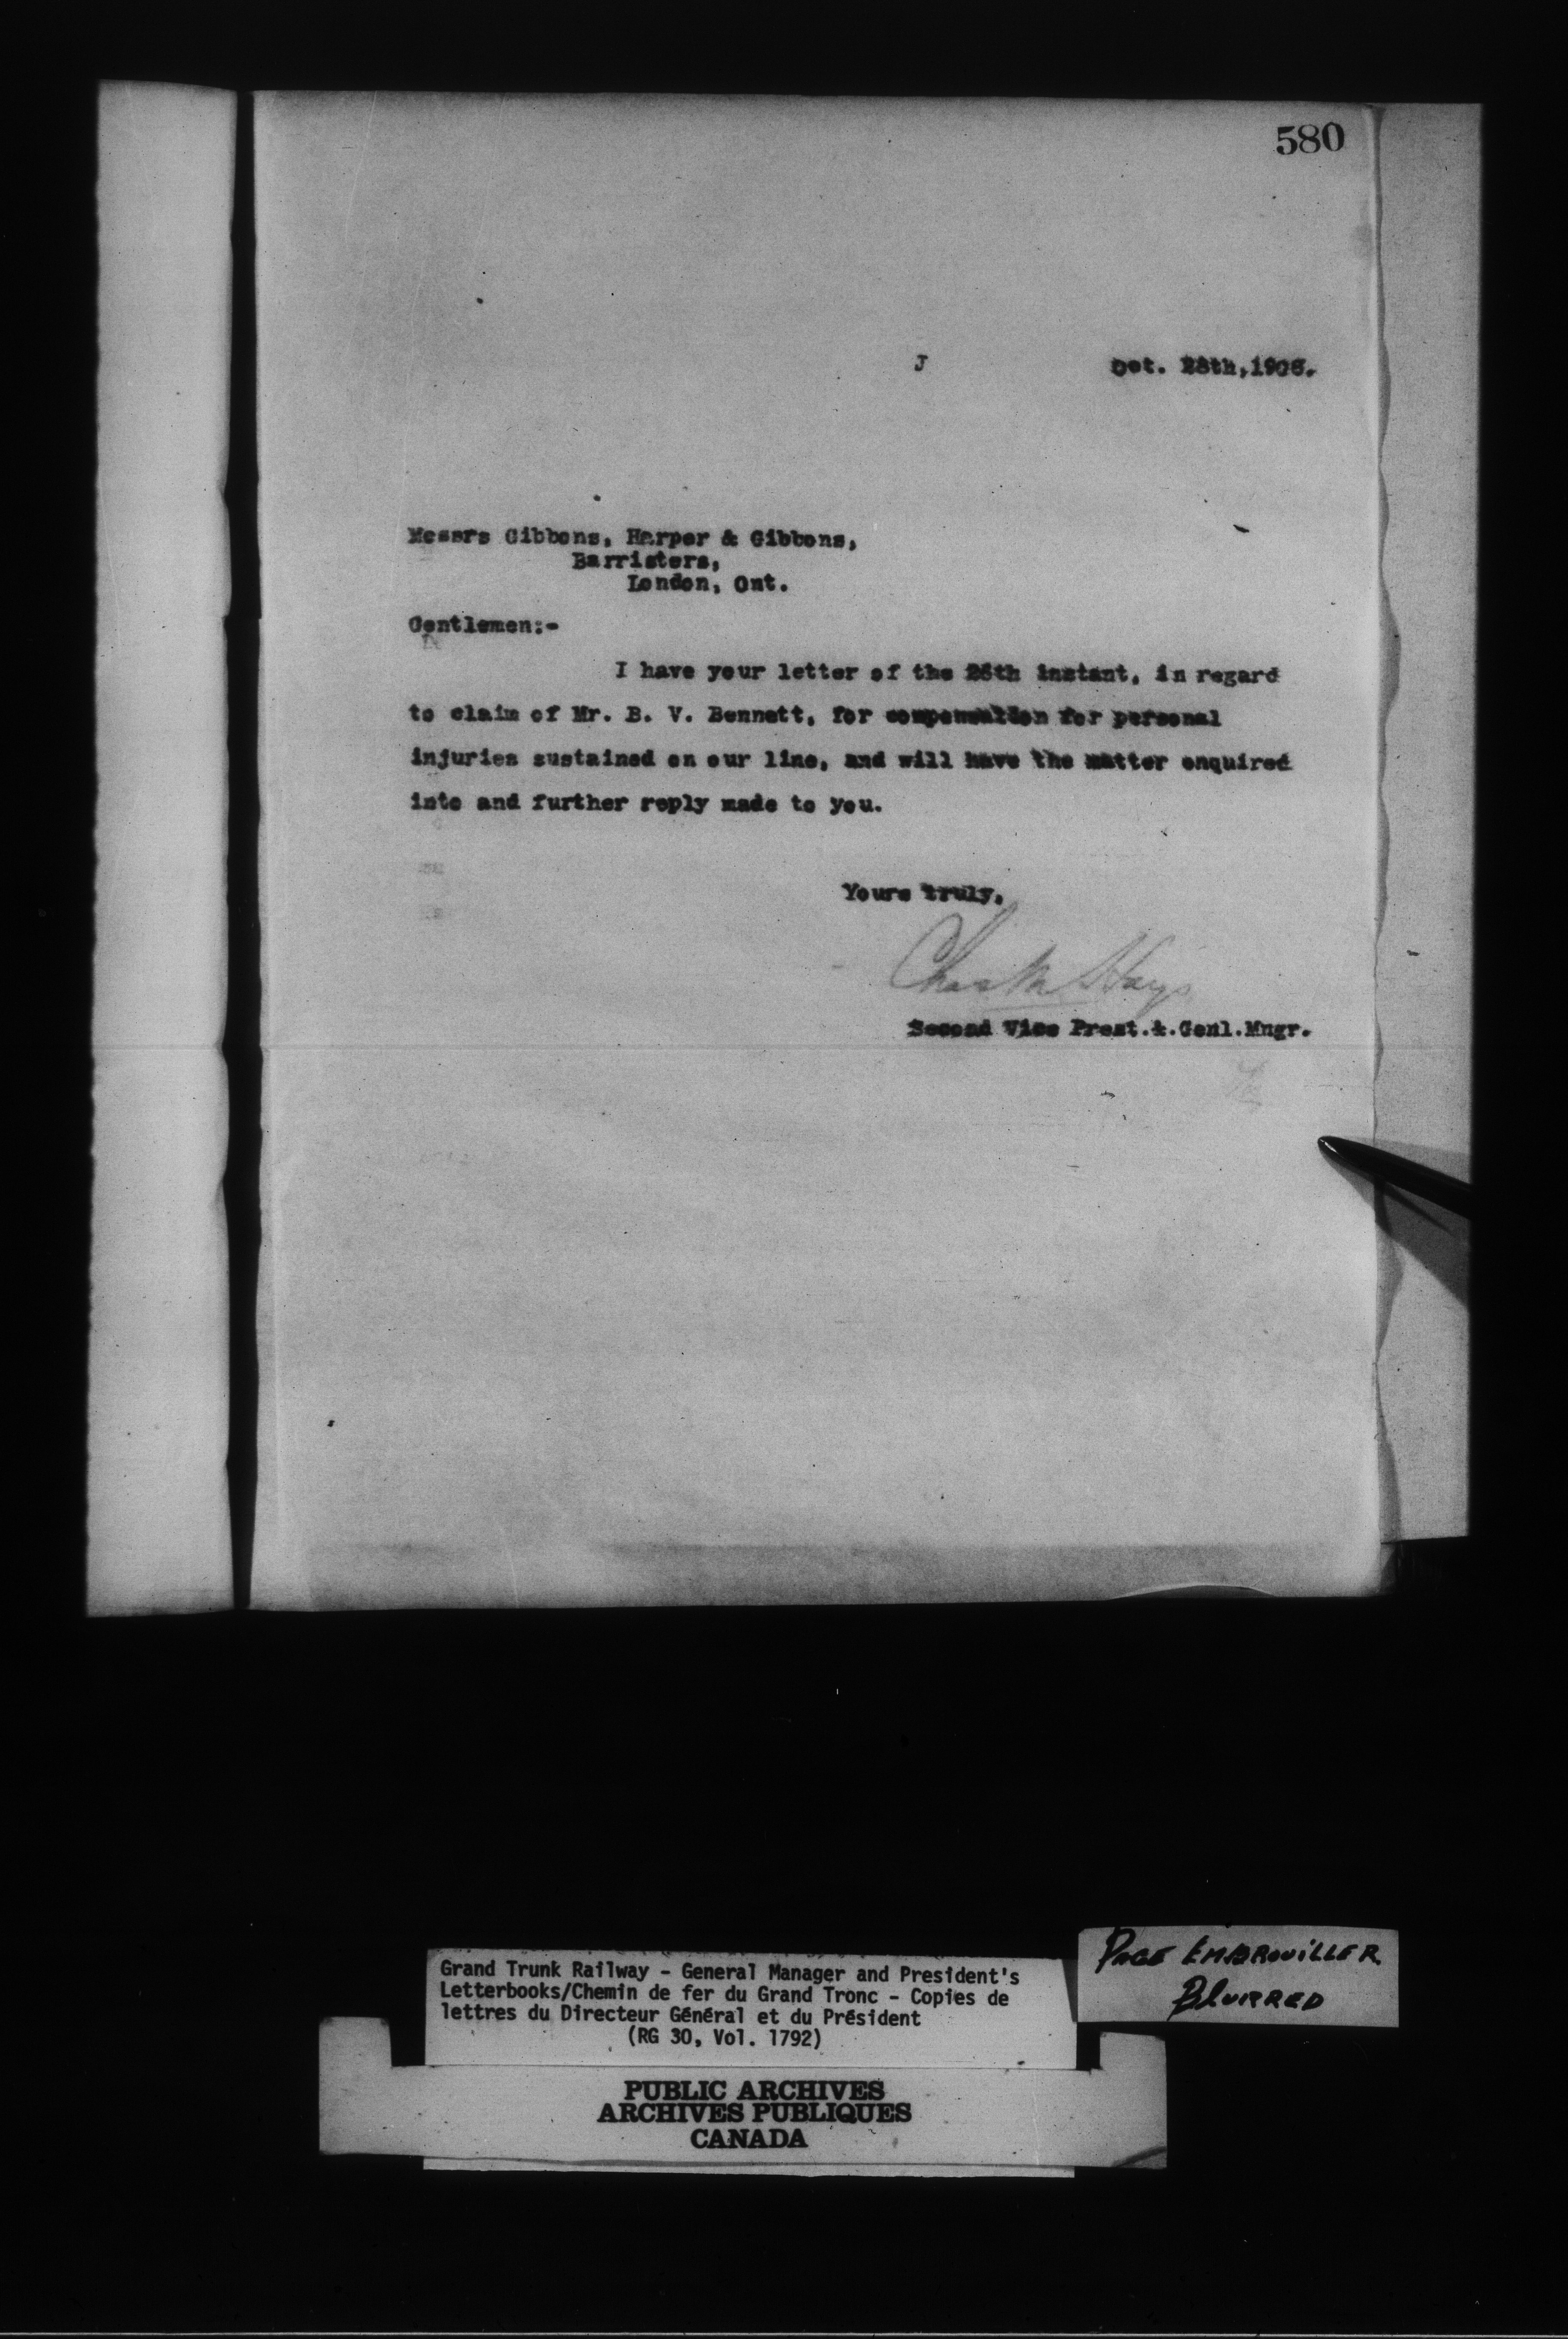 580
J Oct. 28th, 1905.
Messrs Gibbons, Harper & Gibbons,
Barristers,
London, Ont.
Gentlemen:-
I have your letter of the 26th instant, in regard
to claim of Mr. B. V. Bennett, for compensation for personal
injuries sustained on our line, and will have the matter enquired
into and further reply made to you.
Yours truly,
Chas M Hays
Second Vice Prest.&.Genl.Mngr.
PAGE EMBROUILLER
BLURRED
Grand Trunk Railway - General Manager and President's
Letterbooks/Chemin de fer du Grand Tronc - Copies de
lettres du Directeur Général et du Président
(RG 30, Vol. 1792)
PUBLIC ARCHIVES
ARCHIVES PUBLIQUES
CANADA